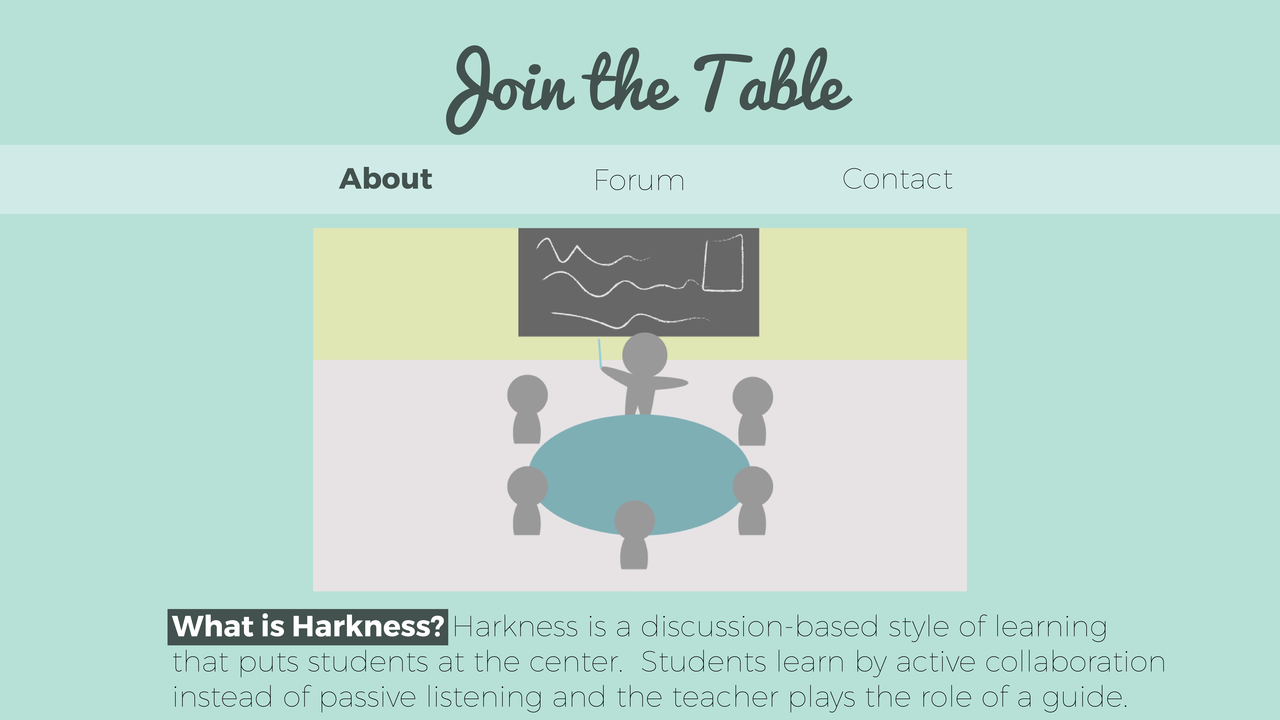 Join the Table
About Forum Contact
What is Harkness? Harkness is a discussion-based style of learning
that puts students at the center. Students learn by active collaboration
instead of passive listening and the teacher plays the role of a guide.